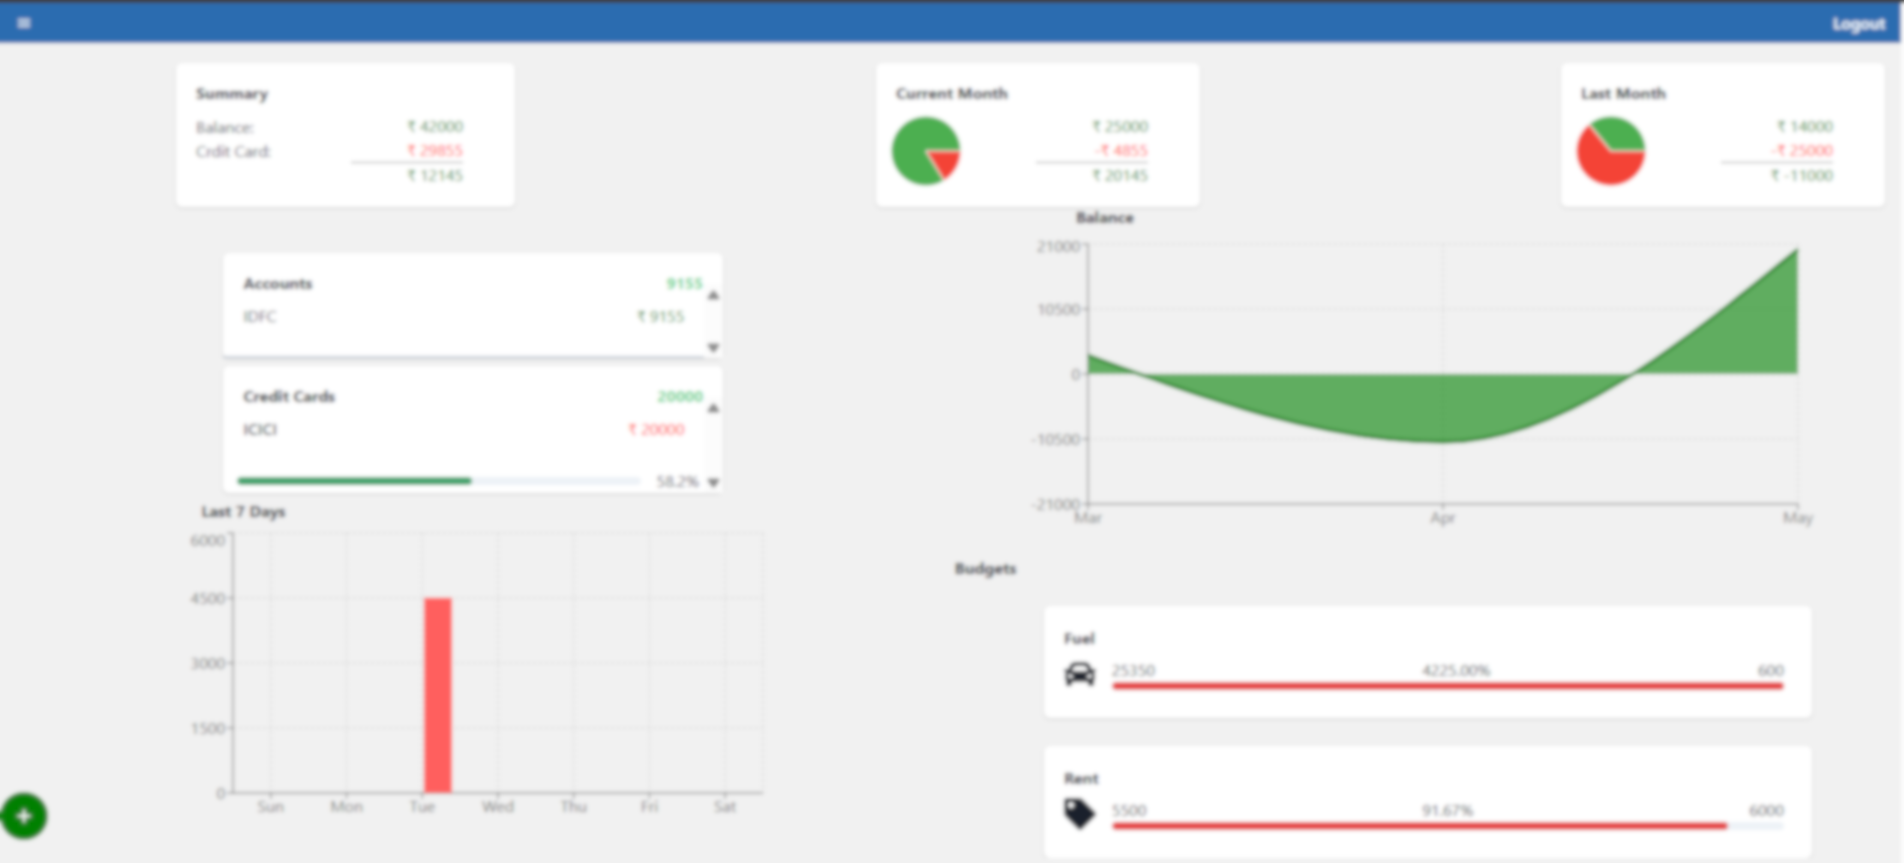 Logout
Summary
Balance: ₹ 42000
Crdit Card: ₹ 29855
₹ 12145
Current Month
₹ 25000
-₹ 4855
₹ 20145
Last Month
₹ 14000
-₹ 25000
₹ -11000
Accounts 9155
IDFC ₹ 9155
Credit Cards 20000
ICICI ₹ 20000
58.2%
Balance
21000
10500
0
-10500
-21000
Mar Apr May
Last 7 Days
6000
4500
3000
1500
0
Sun Mon Tue Wed Thu Fri Sat
Budgets
Fuel
25350 4225.00% 600
Rent
5500 91.67% 6000